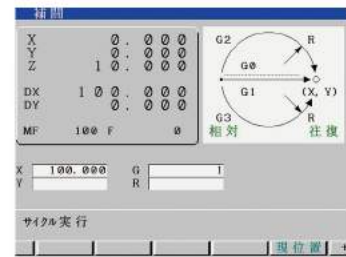 補間
X 0.000
Y 0.000
Z 10.000
DX 100.000
DY 0.000
MF 100 F 0
G2 R
G0
G1 (X, Y)
G3 R
相対 往復
X 100.000 G 1
Y R
サイクル実行
現位置